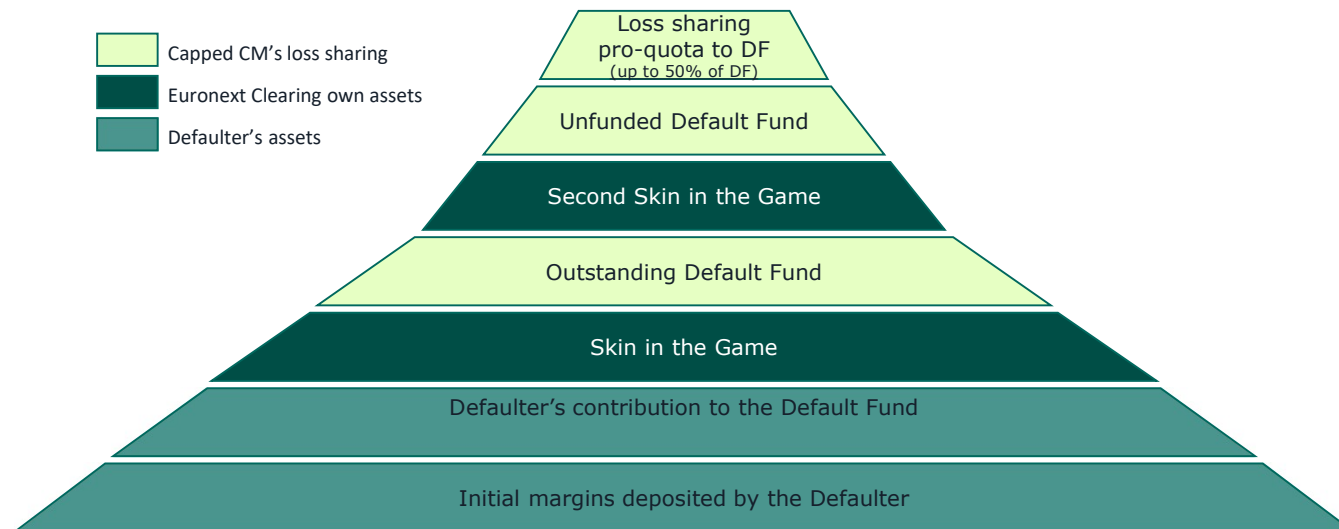 Capped CM’s loss sharing
Euronext Clearing own assets
Defaulter’s assets
Loss sharing
pro-quota to DF
(up to 50% of DF)
Unfunded Default Fund
Second Skin in the Game
Outstanding Default Fund
Skin in the Game
Defaulter’s contribution to the Default Fund
Initial margins deposited by the Defaulter